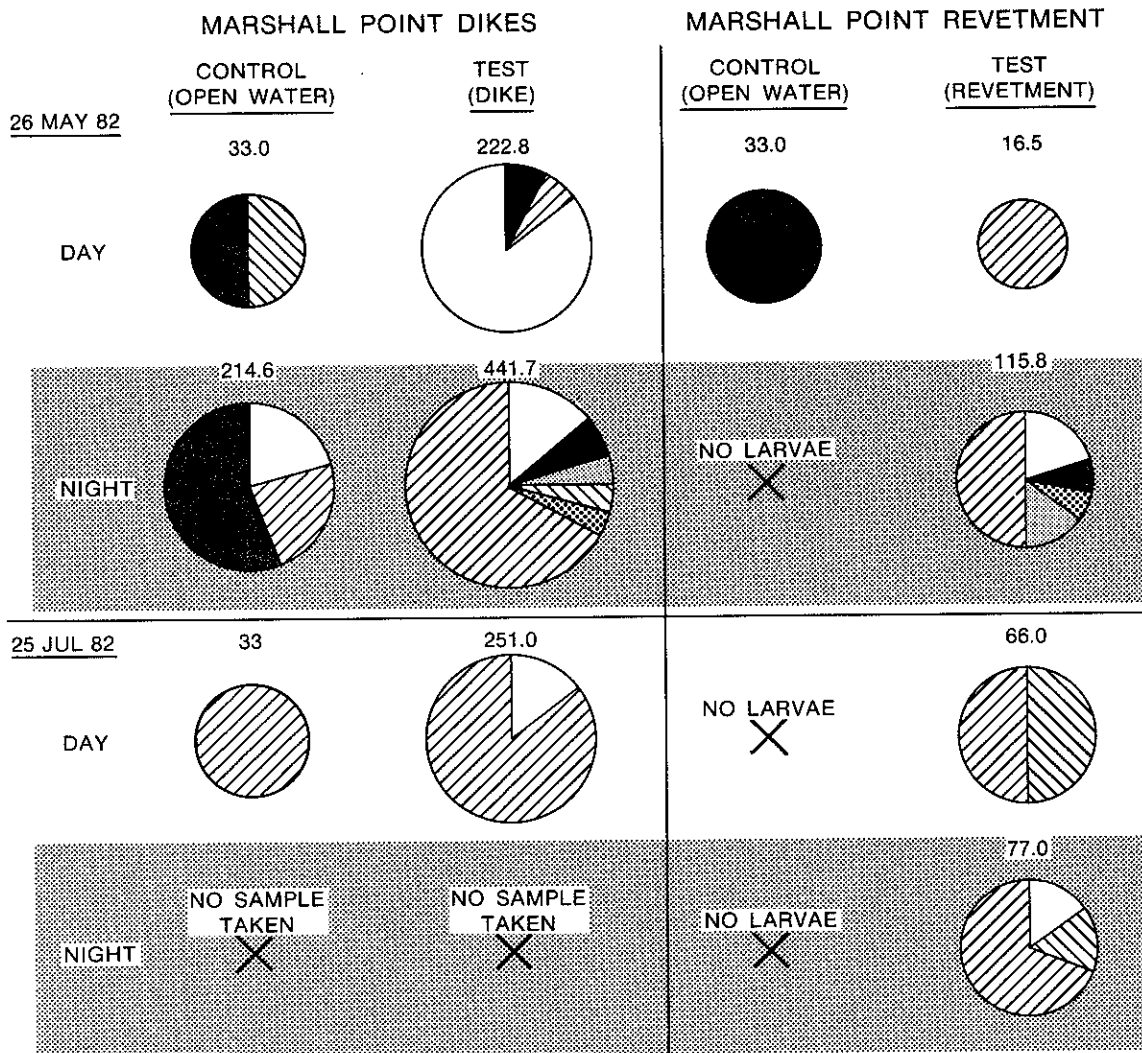 MARSHALL POINT DIKES
MARSHALL POINT REVETMENT
CONTROL
(OPEN WATER)
TEST
(DIKE)
CONTROL
(OPEN WATER)
TEST
(REVETMENT)
26 MAY 82
33.0
222.8
33.0
16.5
DAY
214.6
441.7
115.8
NIGHT
NO LARVAE
25 JUL 82
33
251.0
66.0
DAY
NO LARVAE
77.0
NIGHT
NO SAMPLE
TAKEN
NO SAMPLE
TAKEN
NO LARVAE